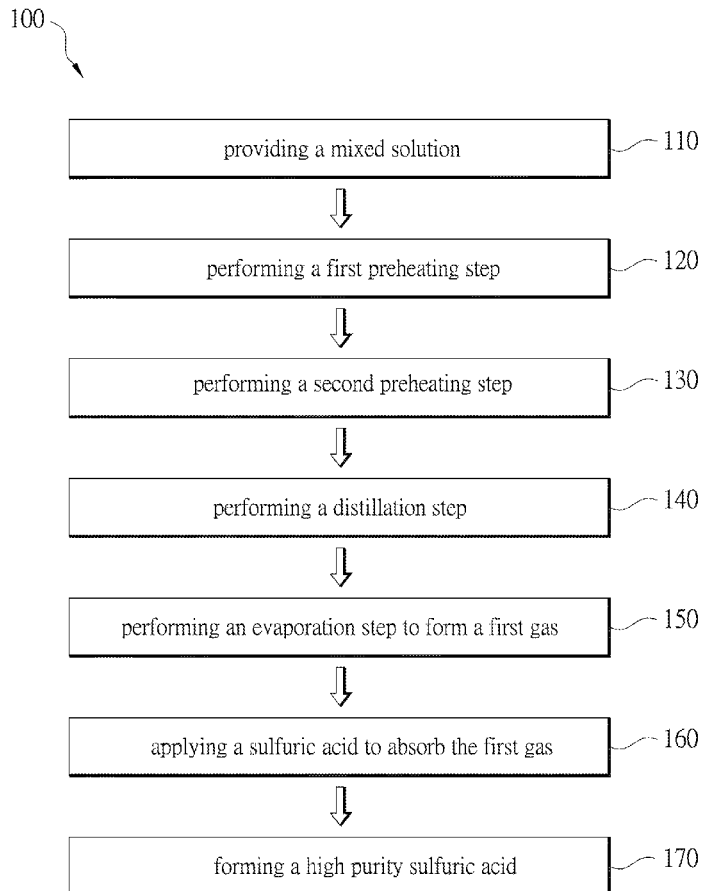 100
providing a mixed solution 110
performing a first preheating step 120
performing a second preheating step 130
performing a distillation step 140
performing an evaporation step to form a first gas 150
applying a sulfuric acid to absorb the first gas 160
forming a high purity sulfuric acid 170